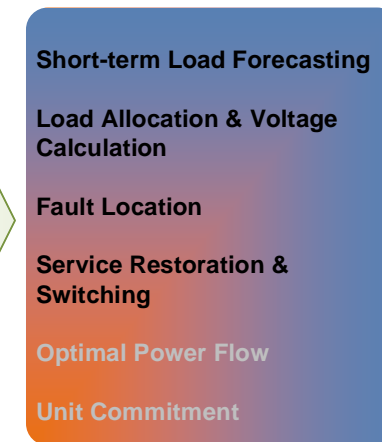 Short-term Load Forecasting
Load Allocation & Voltage
Calculation
Fault Location
Service Restoration &
Switching
Optimal Power Flow
Unit Commitment